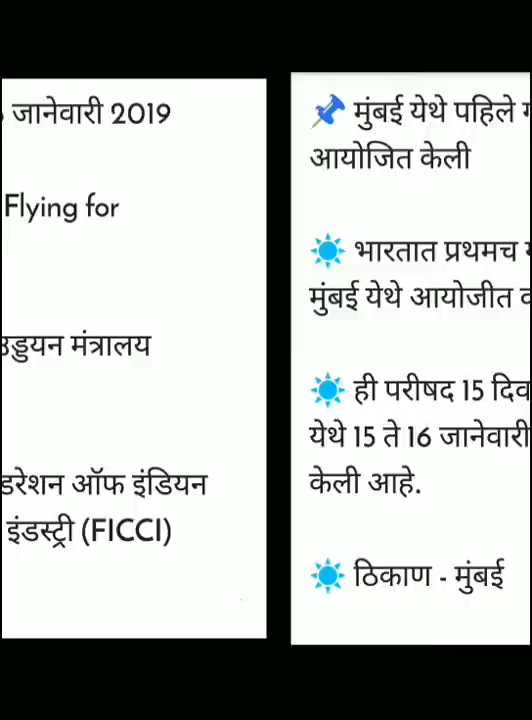 जानेवारी 2019
Flying for
उड्डयन मंत्रालय
डरेशन ऑफ इंडियन
इंडस्ट्री (FICCI)
मुंबई येथे पहिले
आयोजित केली
भारतात प्रथमच
मुंबई येथे आयोजीत
ही परीषद 15 दिव
येथे 15 ते 16 जानेवारी
केली आहे.
ठिकाण - मुंबई